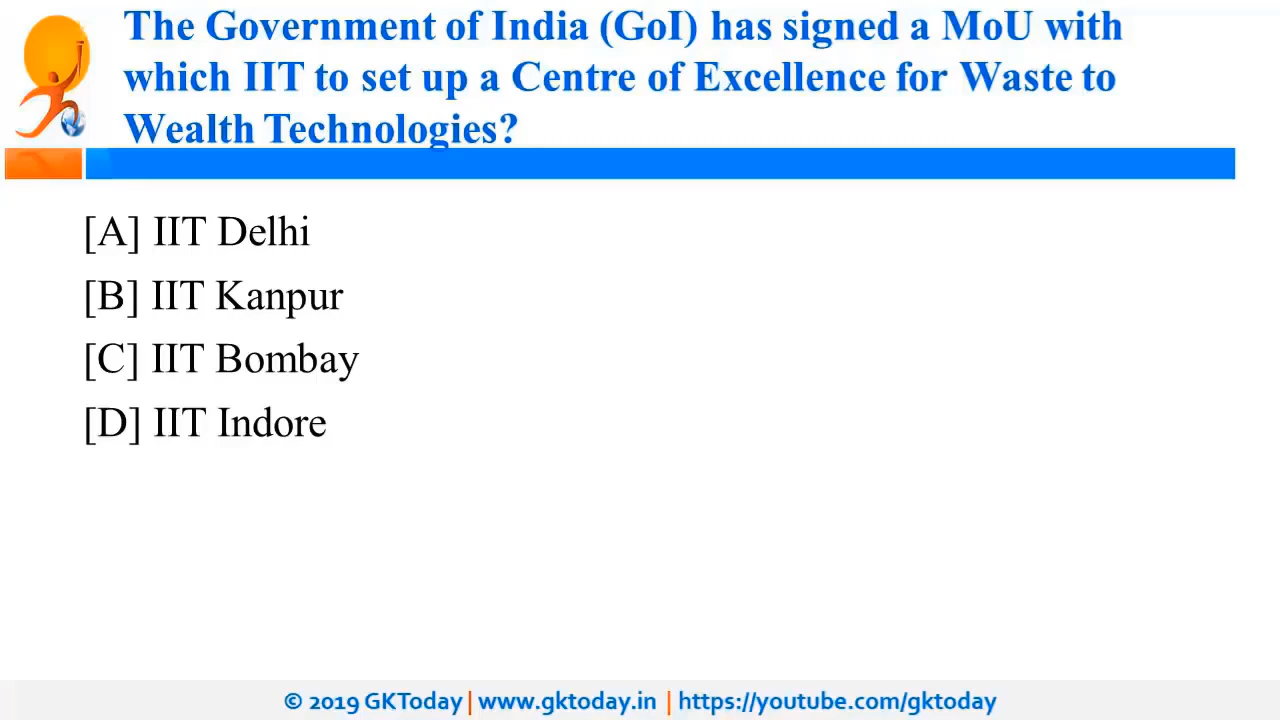 The Government of India (GoI) has signed a MoU with
which IIT to set up a Centre of Excellence for Waste to
Wealth Technologies?
[A] IIT Delhi
[B] IIT Kanpur
[C] IIT Bombay
[D] IIT Indore
© 2019 GKToday | www.gktoday.in | https://youtube.com/gktoday